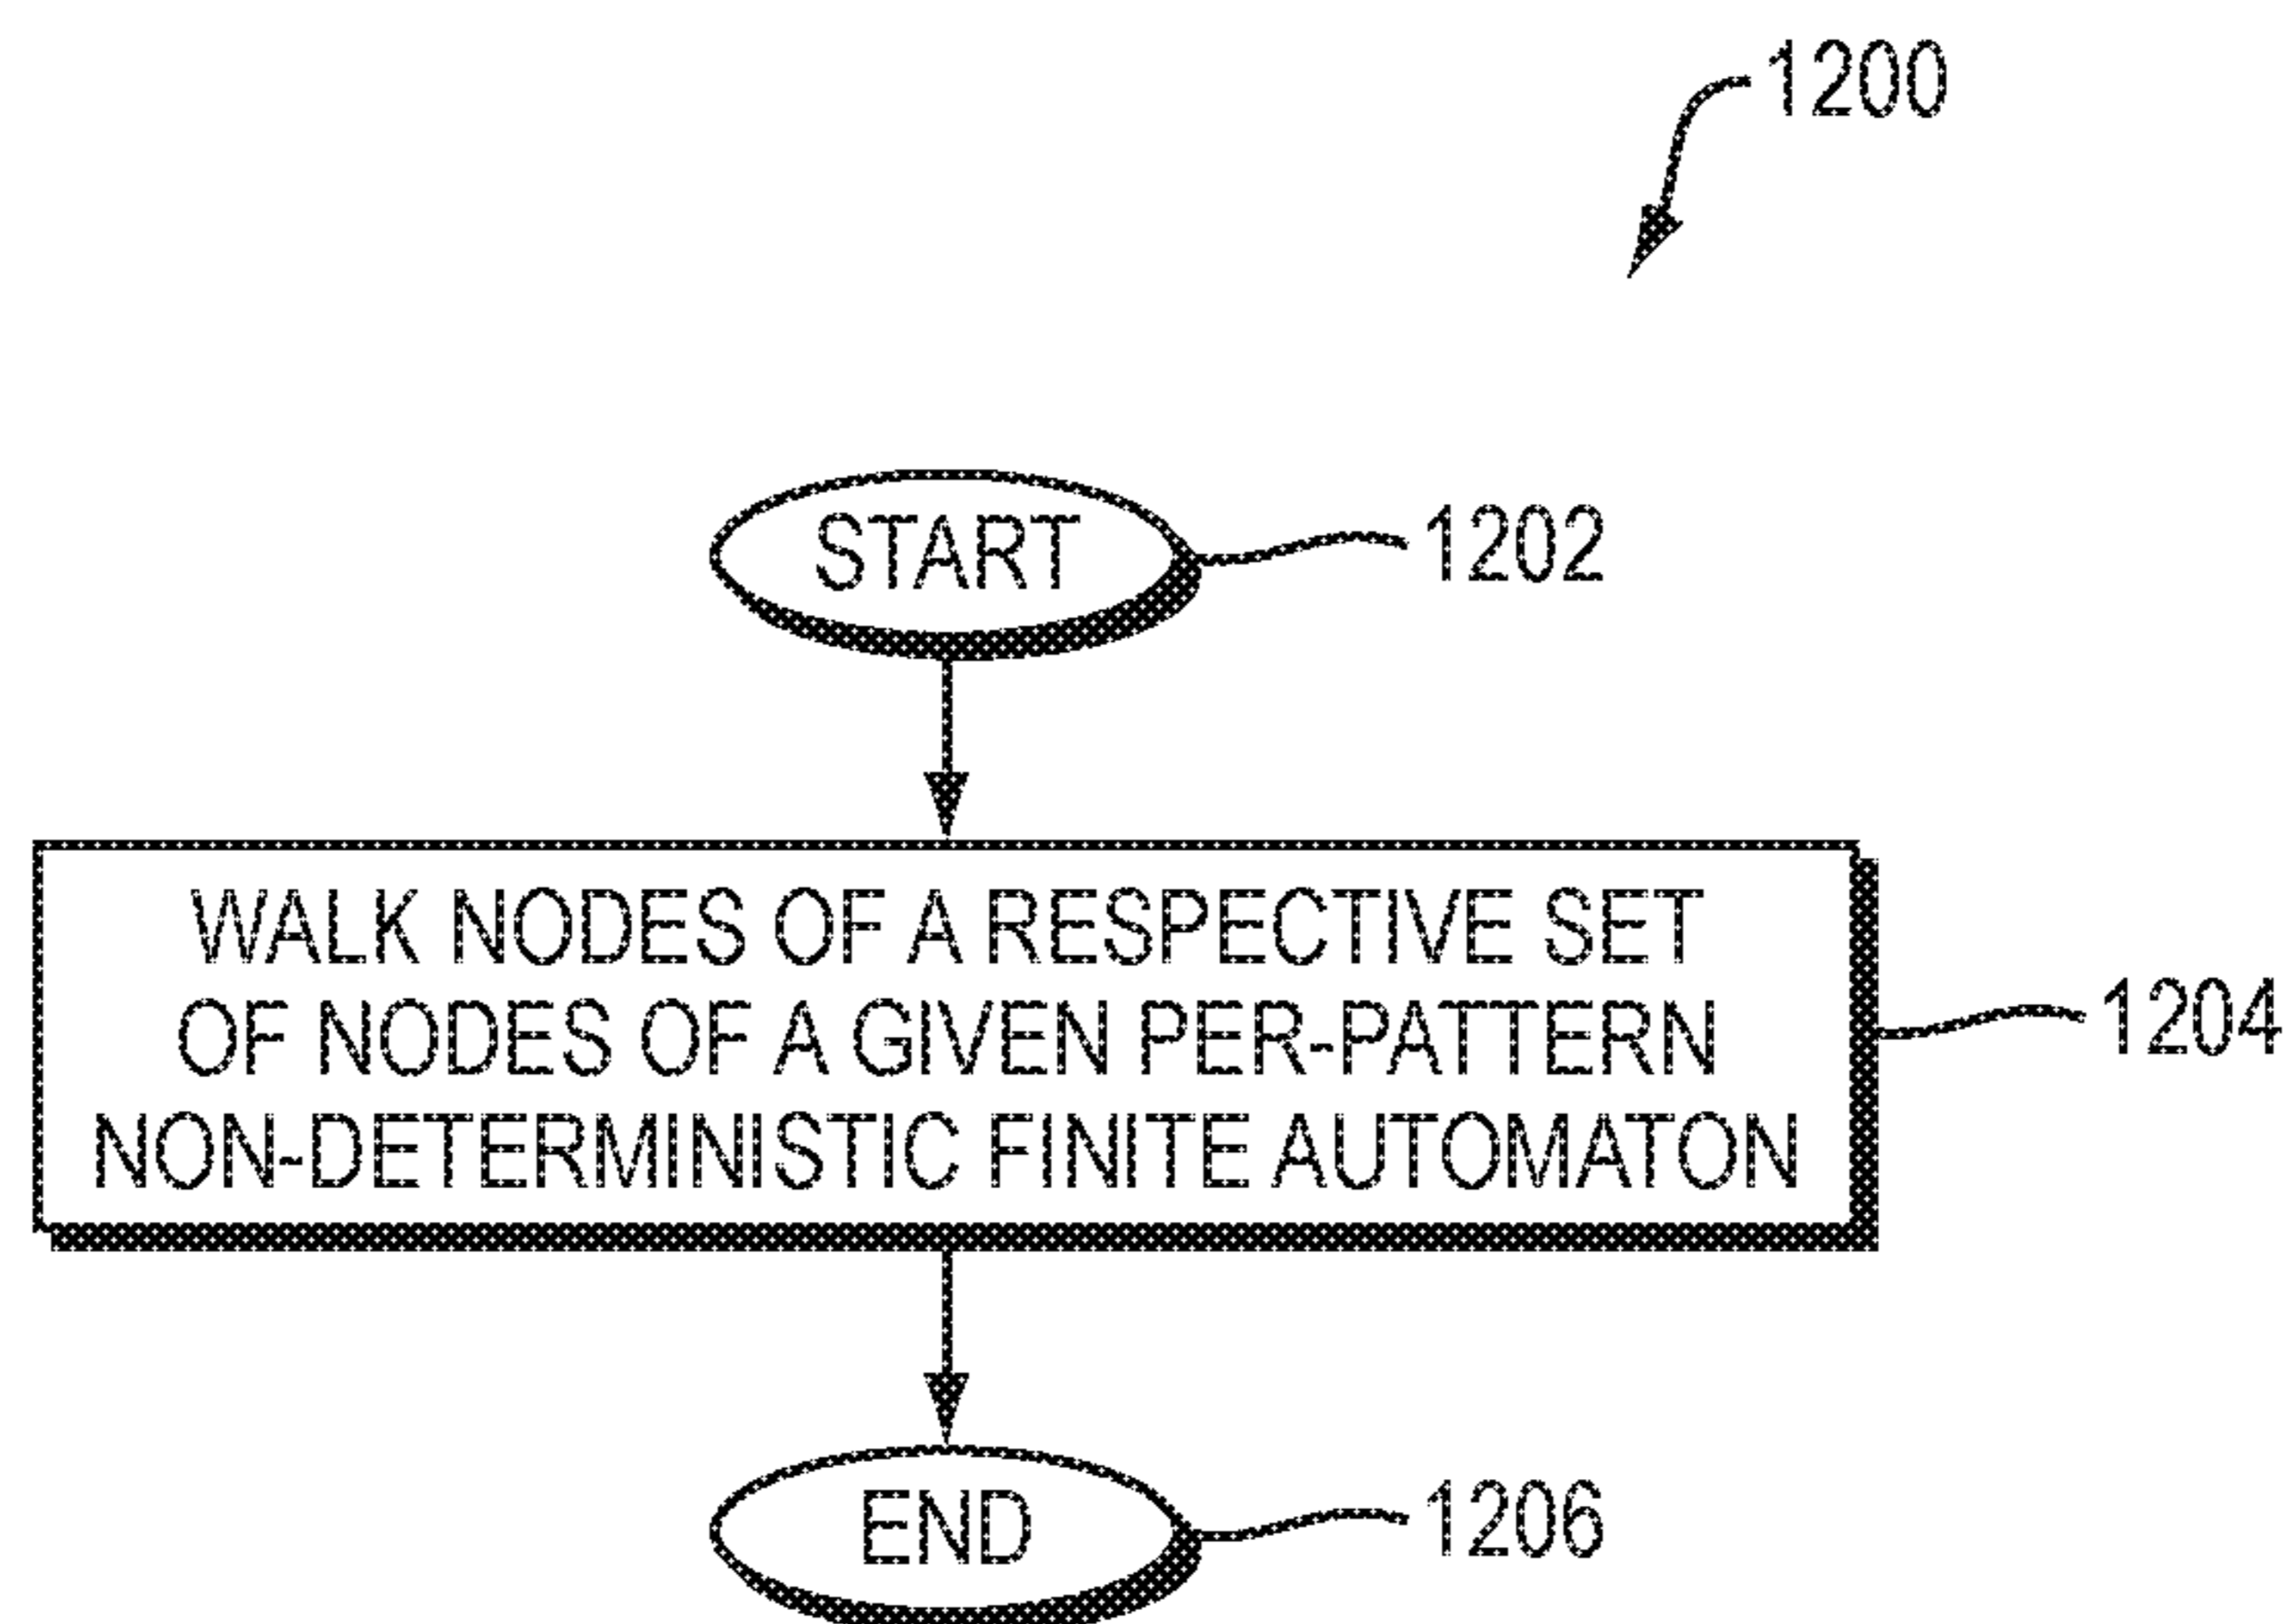 1200
START
1202
WALK NODES OF A RESPECTIVE SET
OF NODES OF A GIVEN PER-PATTERN
NON-DETERMINISTIC FINITE AUTOMATON
1204
END
1206